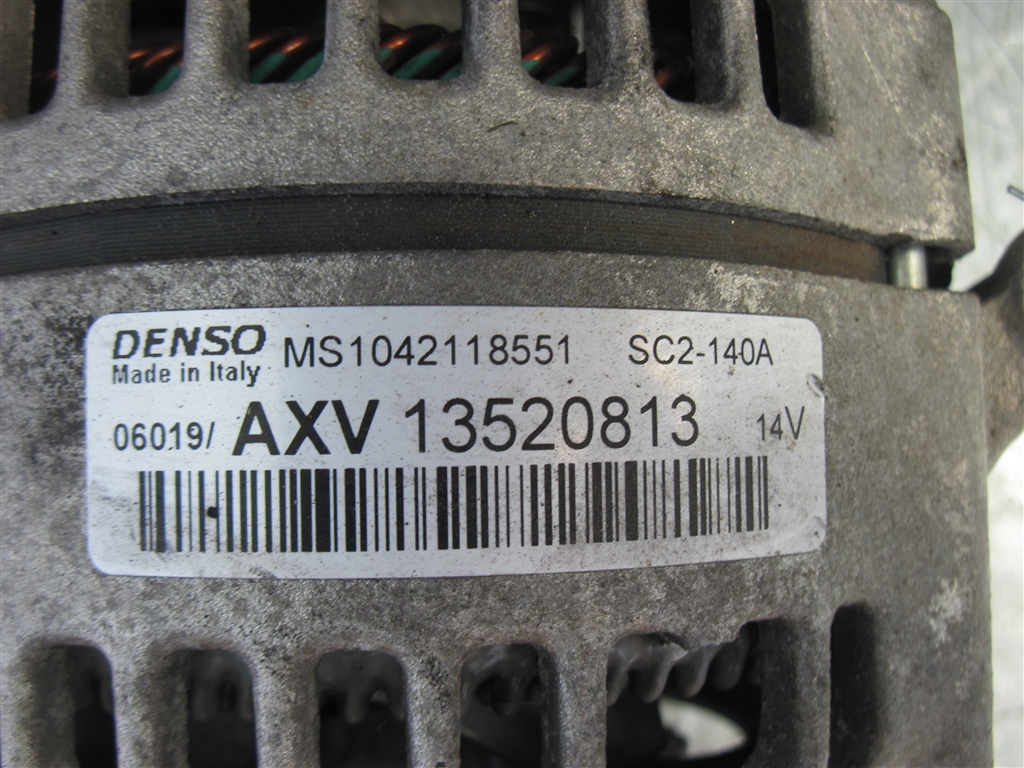 DENSO MS1042118551 SC2-140A
Made in Italy
06019/ AXV 13520813 14V